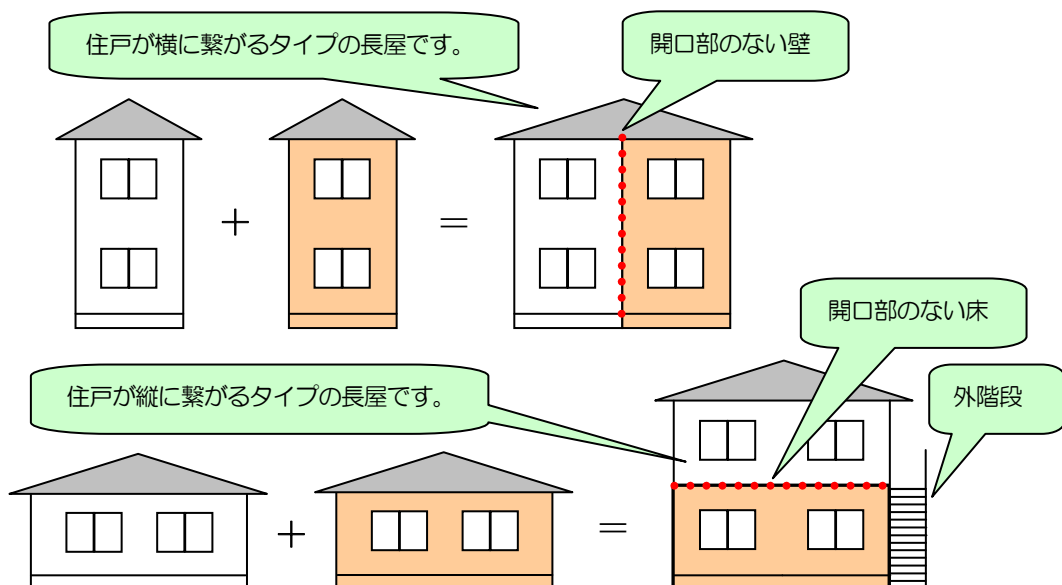 住戸が横に繋がるタイプの長屋です。
開口部のない壁
＋
＝
開口部のない床
住戸が縦に繋がるタイプの長屋です。
外階段
＋
＝